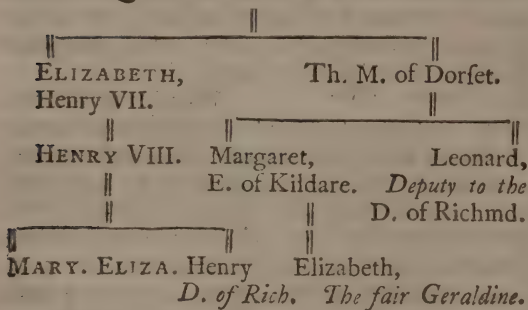 ELIZABETH, Th. M. of Dorſet.
Henry VII.
HENRY VIII. Margaret, Leonard,
E. of Kildare. Deputy to the
D. of Richmd.
MARY. ELIZA. Henry Elizabeth,
D. of Rich. The fair Geraldine.